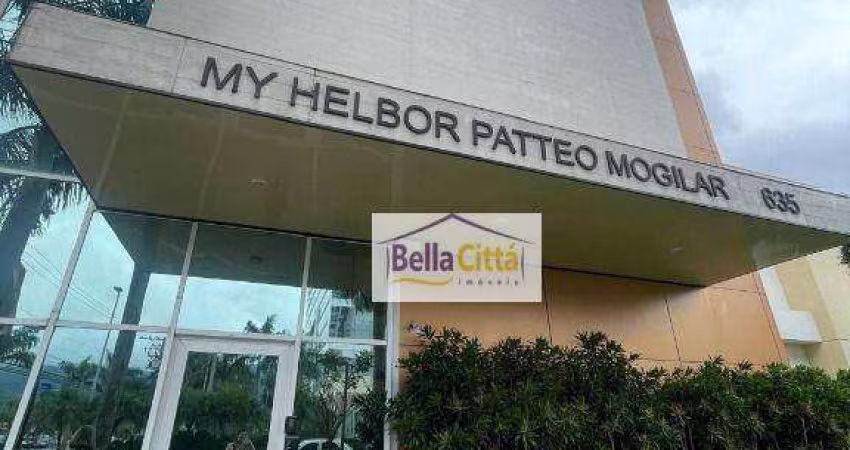 MY HELBOR PATTEO MOGILAR 635
Bella Città
imóveis